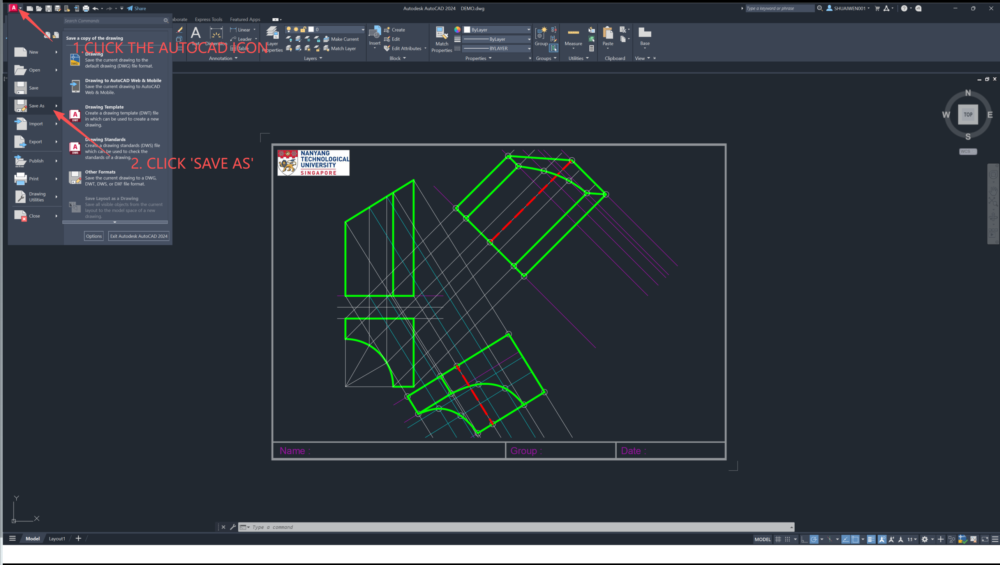 A
Share
Autodesk AutoCAD 2024 DEMO.dwg
Type a keyword or phrase
SHUAIWEN001
?
Search Commands
aborate
Express Tools
Featured Apps
Save a copy of the drawing
1.CLICK THE AUTOCAD ICON
New
Open
Save
Save As
Import
Export
Publish
Print
Drawing
Utilities
Close
DWG
Drawing
Save the current drawing to the
default drawing (DWG) file format.
Drawing to AutoCAD Web & Mobile
Save the current drawing to AutoCAD
Web & Mobile.
A
DWT
Drawing Template
Create a drawing template (DWT) file
in which can be used to create a new
drawing.
A
DWS
Drawing Standards
Create a drawing standards (DWS) file
which can be used to check the
standards of a drawing.
2. CLICK 'SAVE AS'
Other Formats
Save the current drawing to a DWG,
DWT, DWS, or DXF file format.
Save Layout as a Drawing
Save all visible objects from the current
layout to the model space of a new
drawing.
Options
Exit Autodesk AutoCAD 2024
A
Text
Dimension
Linear
Leader
Table
Annotation
Layer
Properties
0
Make Current
Match Layer
Layers
Insert
Create
Edit
Edit Attributes
Block
Match
Properties
ByLayer
ByLayer
BYLAYER
Properties
Group
Groups
Measure
Utilities
Paste
Clipboard
Base
View
N
W
TOP
E
S
WCS
NANYANG
TECHNOLOGICAL
UNIVERSITY
SINGAPORE
Name :
Group :
Date :
Y
X
Type a command
Model
Layout1
MODEL
1:1